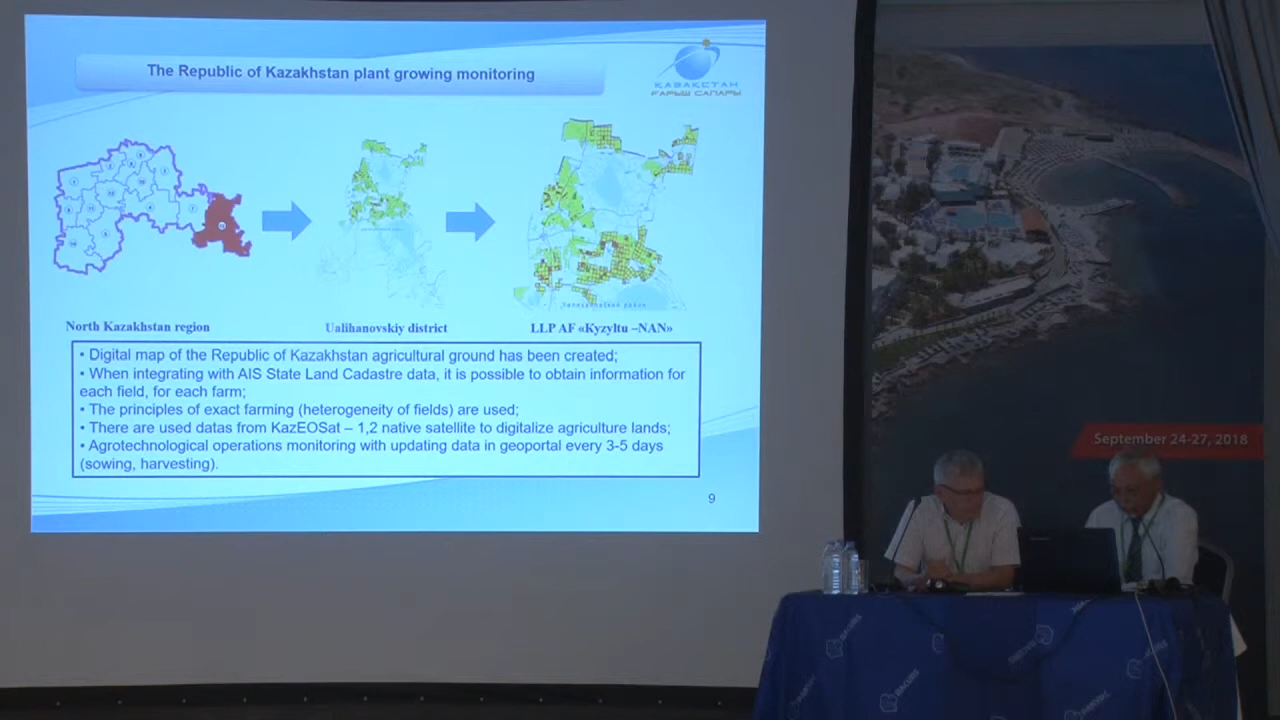 The Republic of Kazakhstan plant growing monitoring
ҚАЗАҚСТАН
ҒАРЫШ САПАРЫ
North Kazakhstan region
Ualihanovskiy district
LLP AF «Kyzyltu –NAN»
• Digital map of the Republic of Kazakhstan agricultural ground has been created;
• When integrating with AIS State Land Cadastre data, it is possible to obtain information for
each field, for each farm;
• The principles of exact farming (heterogeneity of fields) are used;
• There are used datas from KazEOSat – 1,2 native satellite to digitalize agriculture lands;
• Agrotechnological operations monitoring with updating data in geoportal every 3-5 days
(sowing, harvesting).
9
September 24-27, 2018
RACURS
RACURS
RACURS